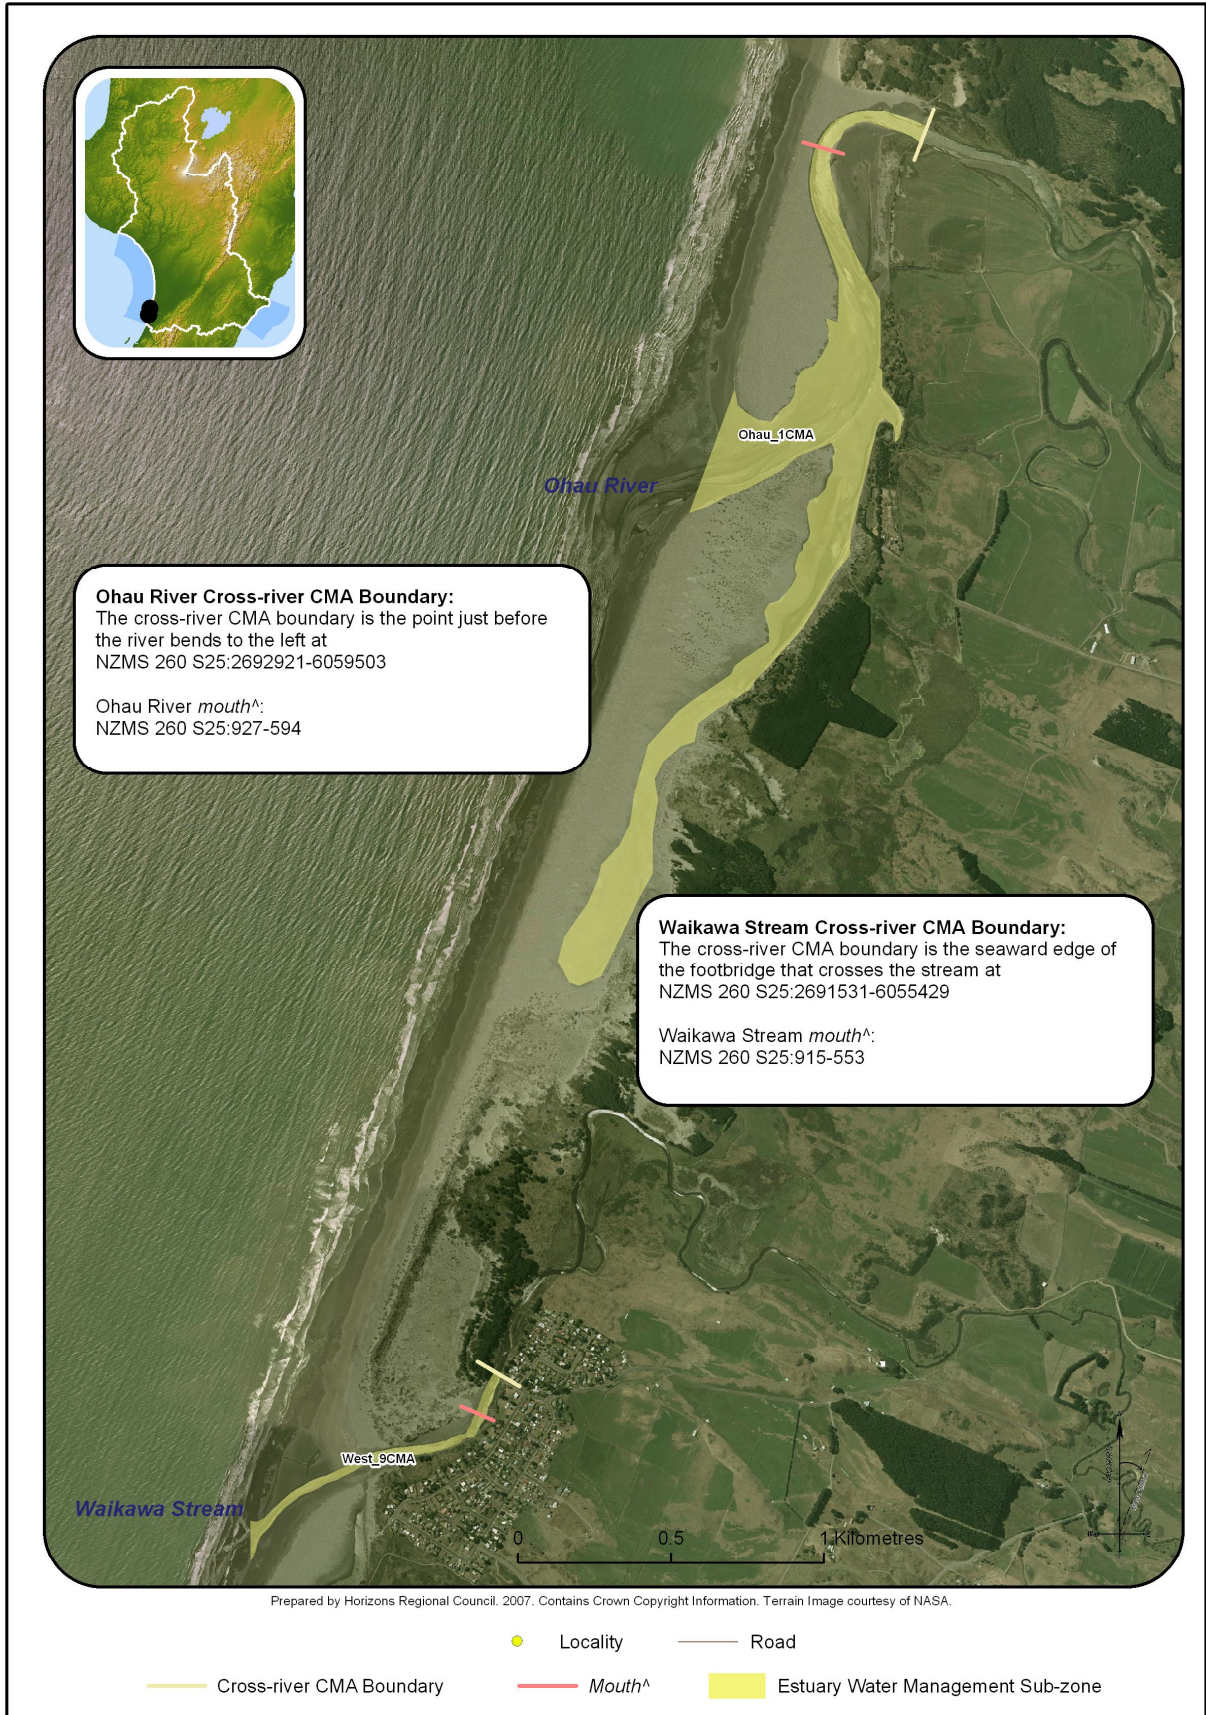 Ohau_1CMA
Ohau River
Ohau River Cross-river CMA Boundary:
The cross-river CMA boundary is the point just before
the river bends to the left at
NZMS 260 S25:2692921-6059503
Ohau River mouth^:
NZMS 260 S25:927-594
Waikawa Stream Cross-river CMA Boundary:
The cross-river CMA boundary is the seaward edge of
the footbridge that crosses the stream at
NZMS 260 S25:2691531-6055429
Waikawa Stream mouth^:
NZMS 260 S25:915-553
West_9CMA
Waikawa Stream
0 0.5 1 Kilometres
Prepared by Horizons Regional Council. 2007. Contains Crown Copyright Information. Terrain Image courtesy of NASA.
Locality Road
Cross-river CMA Boundary Mouth^ Estuary Water Management Sub-zone